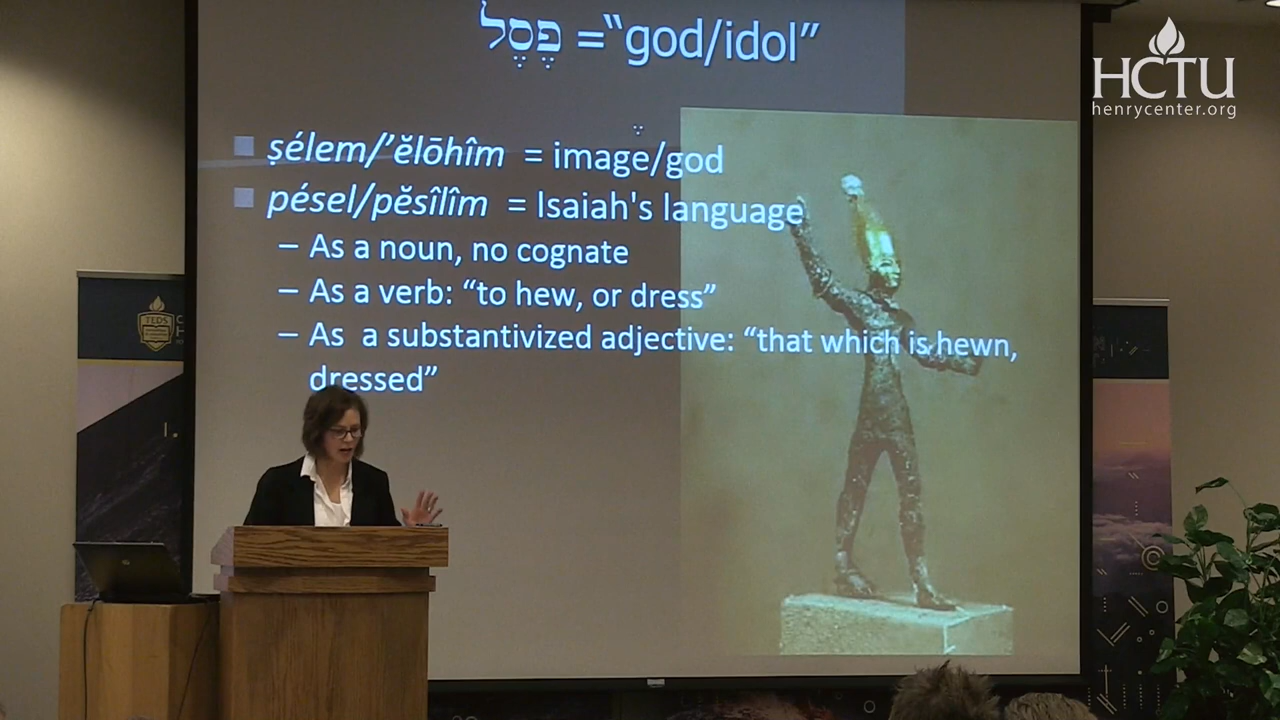 פֶּסֶל = “god/idol”
HCTU
henrycenter.org
ṣélem/’ĕlōhîm = image/god
pésel/pĕsîlîm = Isaiah's language
– As a noun, no cognate
– As a verb: “to hew, or dress”
– As a substantivized adjective: “that which is hewn,
dressed”
TEDS